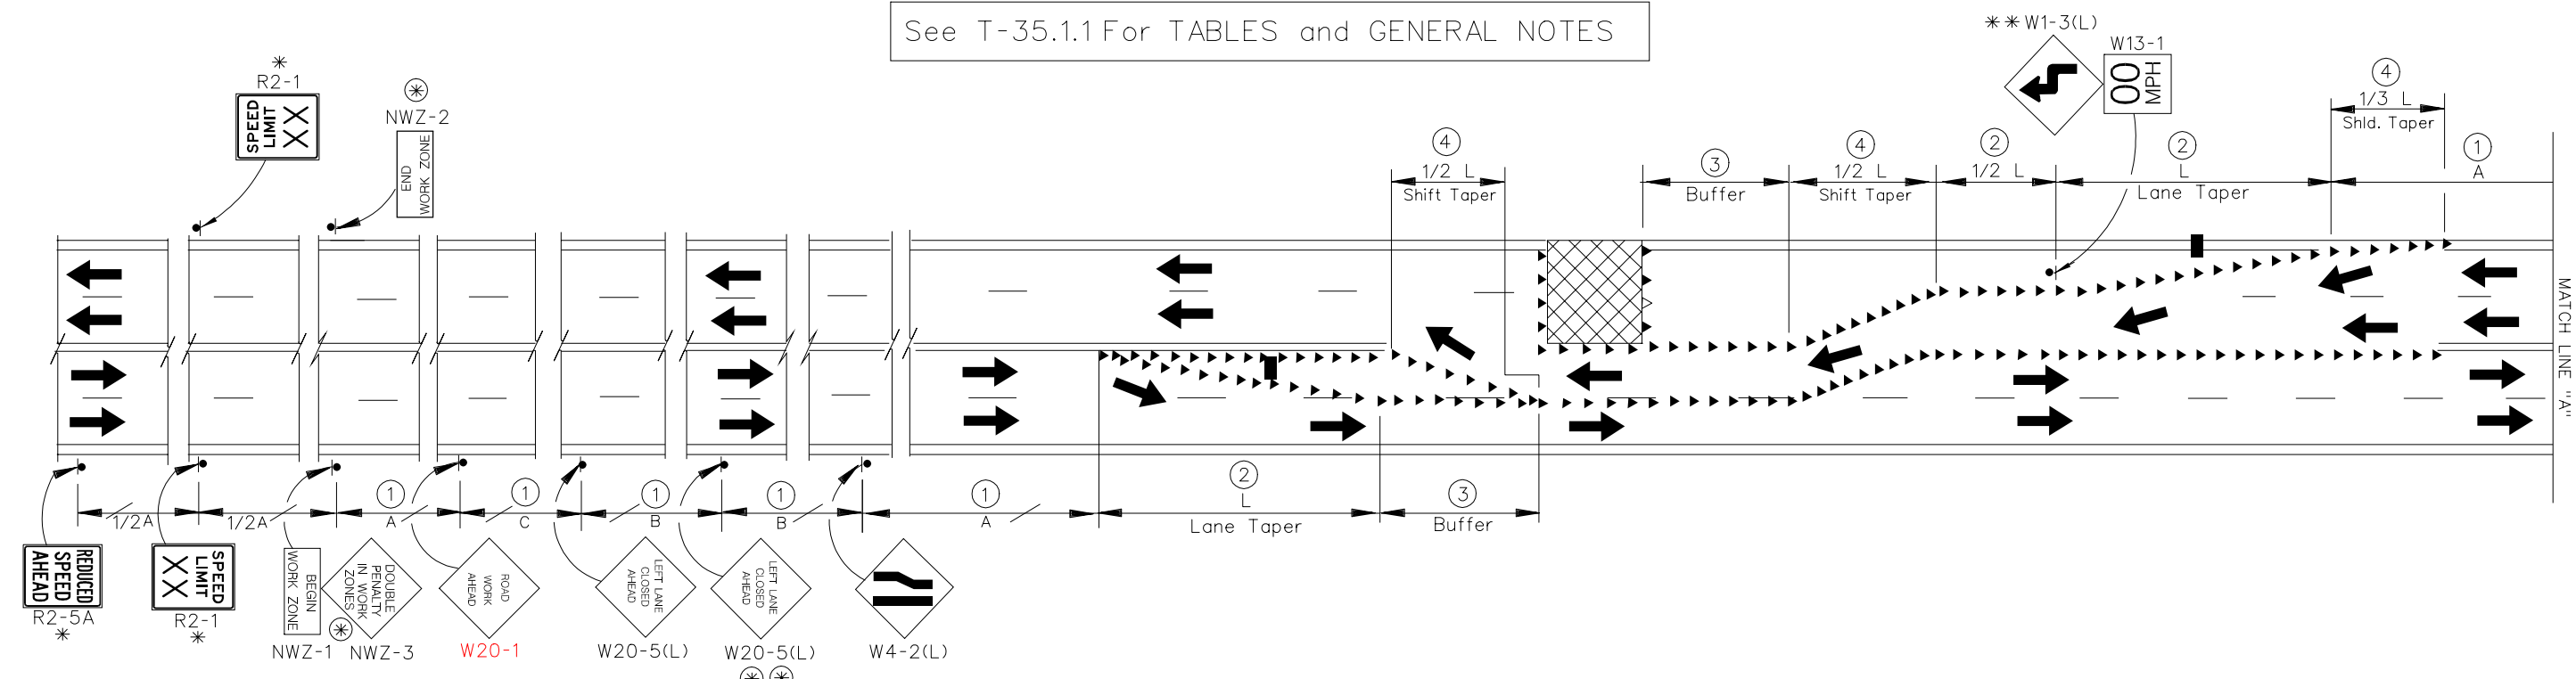 See T-35.1.1 For TABLES and GENERAL NOTES
**W1-3(L)
W13-1
00
MPH
4
1/3 L
Shld. Taper
*
R2-1
SPEED
LIMIT
XX
*
NWZ-2
END
WORK ZONE
4
1/2 L
Shift Taper
3
Buffer
4
1/2 L
Shift Taper
2
1/2 L
2
L
Lane Taper
1
A
MATCH LINE "A"
1/2A
1/2A
1
A
1
C
1
B
1
B
1
A
2
L
Lane Taper
3
Buffer
REDUCED
SPEED
AHEAD
R2-5A
*
SPEED
LIMIT
XX
R2-1
*
BEGIN
WORK ZONE
NWZ-1
*
DOUBLE
PENALTY
IN WORK
ZONES
NWZ-3
ROAD
WORK
AHEAD
W20-1
LEFT LANE
CLOSED
AHEAD
W20-5(L)
LEFT LANE
CLOSED
AHEAD
W20-5(L)
* *
W4-2(L)